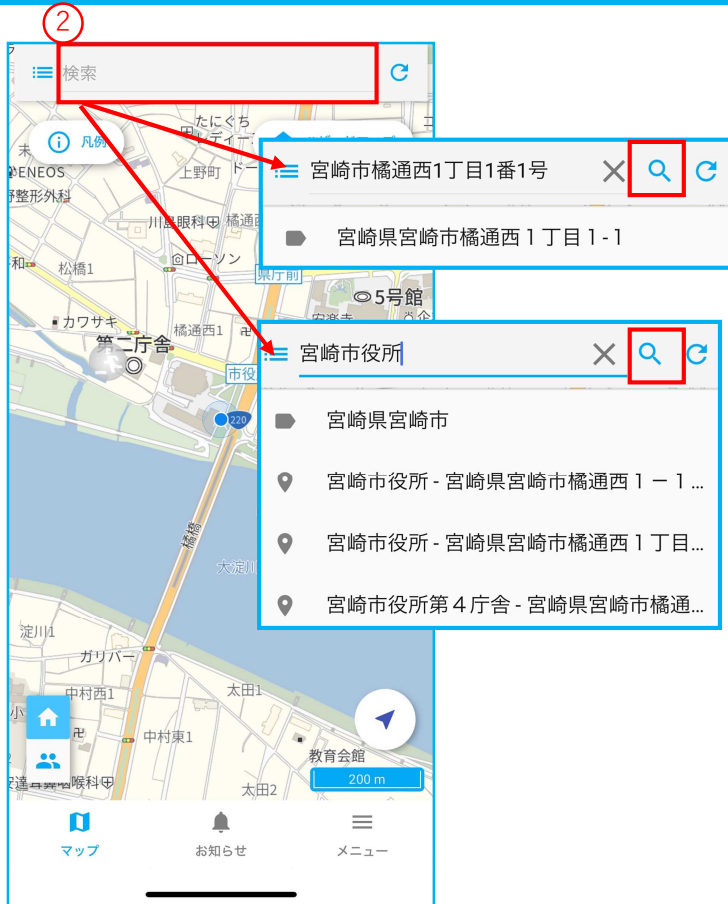 ②
検索
凡例
たにくち
レディー
上野町
ENEOS
整形外科
川島眼科
橘通西
ローソン
松橋1
県庁前
5号館
カワサキ
橘通西1
第二庁舎
220
橘橋
大淀川
淀川1
ガリバー
中村西1
太田1
中村東1
教育会館
200 m
太田2
マップ
お知らせ
メニュー
宮崎市橘通西1丁目1番1号
宮崎県宮崎市橘通西1丁目1-1
宮崎市役所
宮崎県宮崎市
宮崎市役所 - 宮崎県宮崎市橘通西1－1...
宮崎市役所 - 宮崎県宮崎市橘通西1丁目...
宮崎市役所第4庁舎 - 宮崎県宮崎市橘通...